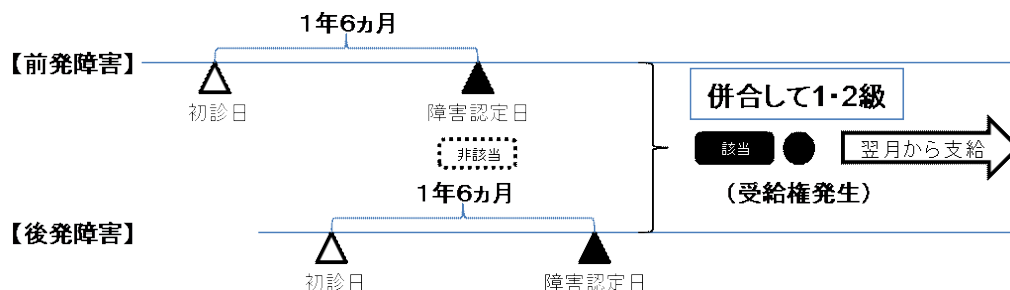 1年6ヵ月
【前発障害】
初診日
障害認定日
併合して1・2級
非該当
該当
翌月から支給
1年6ヵ月
(受給権発生)
【後発障害】
初診日
障害認定日